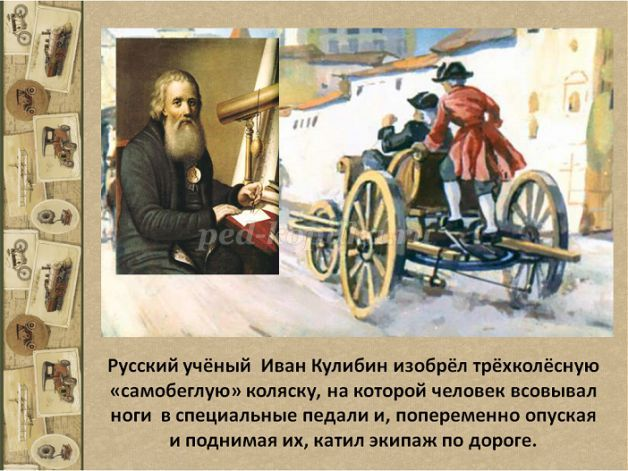 Русский учёный Иван Кулибин изобрёл трёхколёсную
«самобеглую» коляску, на которой человек всовывал
ноги в специальные педали и, попеременно опуская
и поднимая их, катил экипаж по дороге.